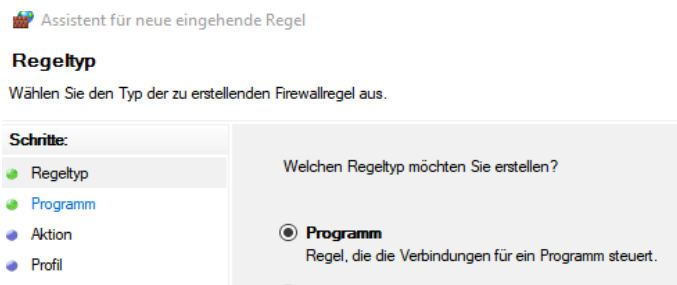 Assistent für neue eingehende Regel
Regeltyp
Wählen Sie den Typ der zu erstellenden Firewallregel aus.
Schritte:
Regeltyp
Programm
Aktion
Profil
Welchen Regeltyp möchten Sie erstellen?
Programm
Regel, die die Verbindungen für ein Programm steuert.